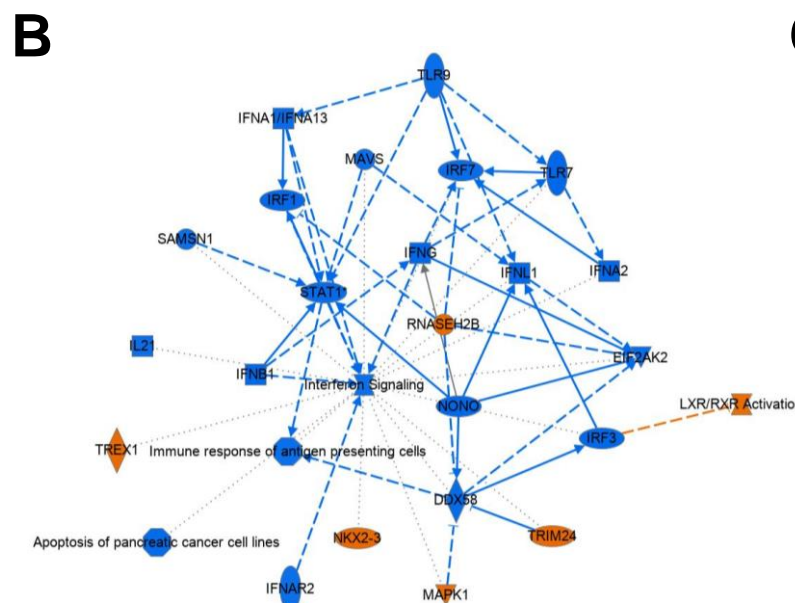 B
TLR9
IFNA1/IFNA13
MAVS
IRF7
TLR7
IRF1
SAMSN1
IFNG
IFNL1
IFNA2
STAT1*
RNASEH2B
IL21
EIF2AK2
IFNB1
Interferon Signaling
NONO
LXR/RXR Activatio
IRF3
TREX1
Immune response of antigen presenting cells
DDX58
Apoptosis of pancreatic cancer cell lines
NKX2-3
TRIM24
IFNAR2
MAPK1